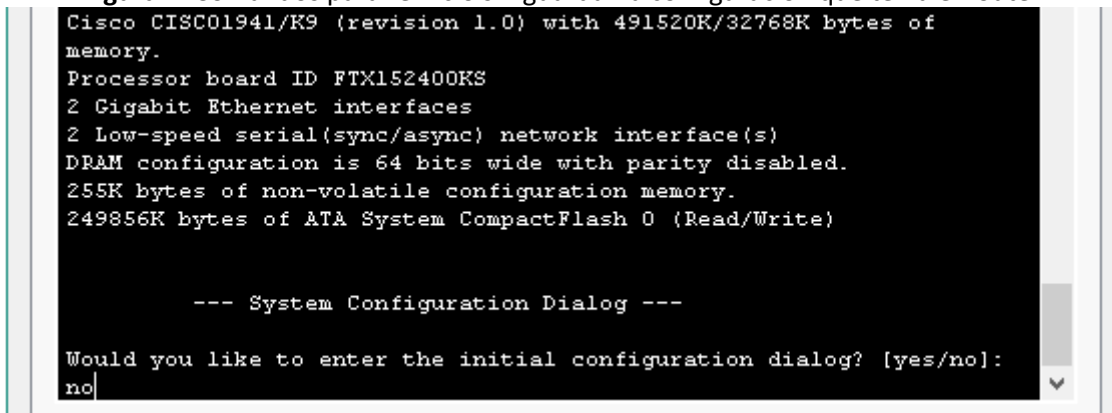 Cisco CISCO1941/K9 (revision 1.0) with 491520K/32768K bytes of
memory.
Processor board ID FTX152400KS
2 Gigabit Ethernet interfaces
2 Low-speed serial(sync/async) network interface(s)
DRAM configuration is 64 bits wide with parity disabled.
255K bytes of non-volatile configuration memory.
249856K bytes of ATA System CompactFlash 0 (Read/Write)
--- System Configuration Dialog ---
Would you like to enter the initial configuration dialog? [yes/no]:
no